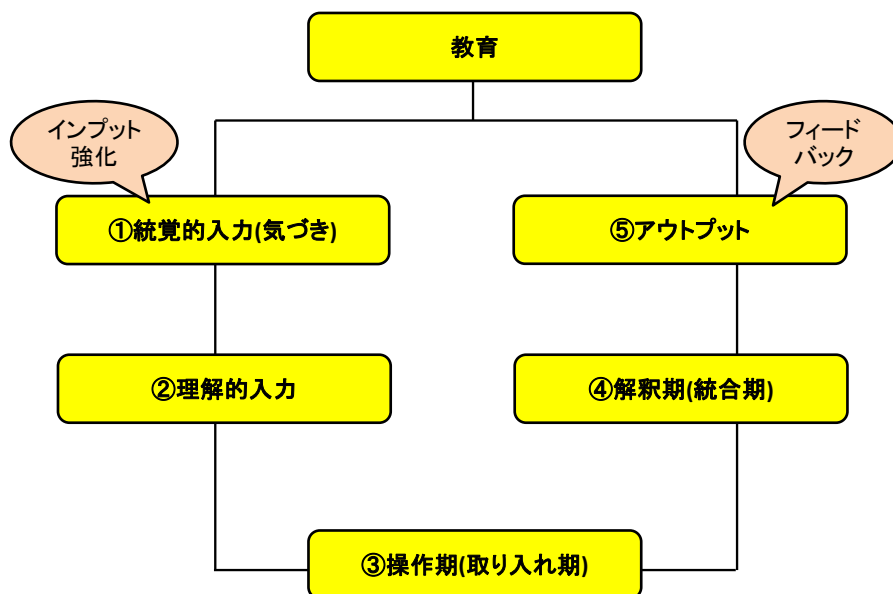 教育
インプット
強化
フィード
バック
①統覚的入力(気づき)
⑤アウトプット
②理解的入力
④解釈期(統合期)
③操作期(取り入れ期)